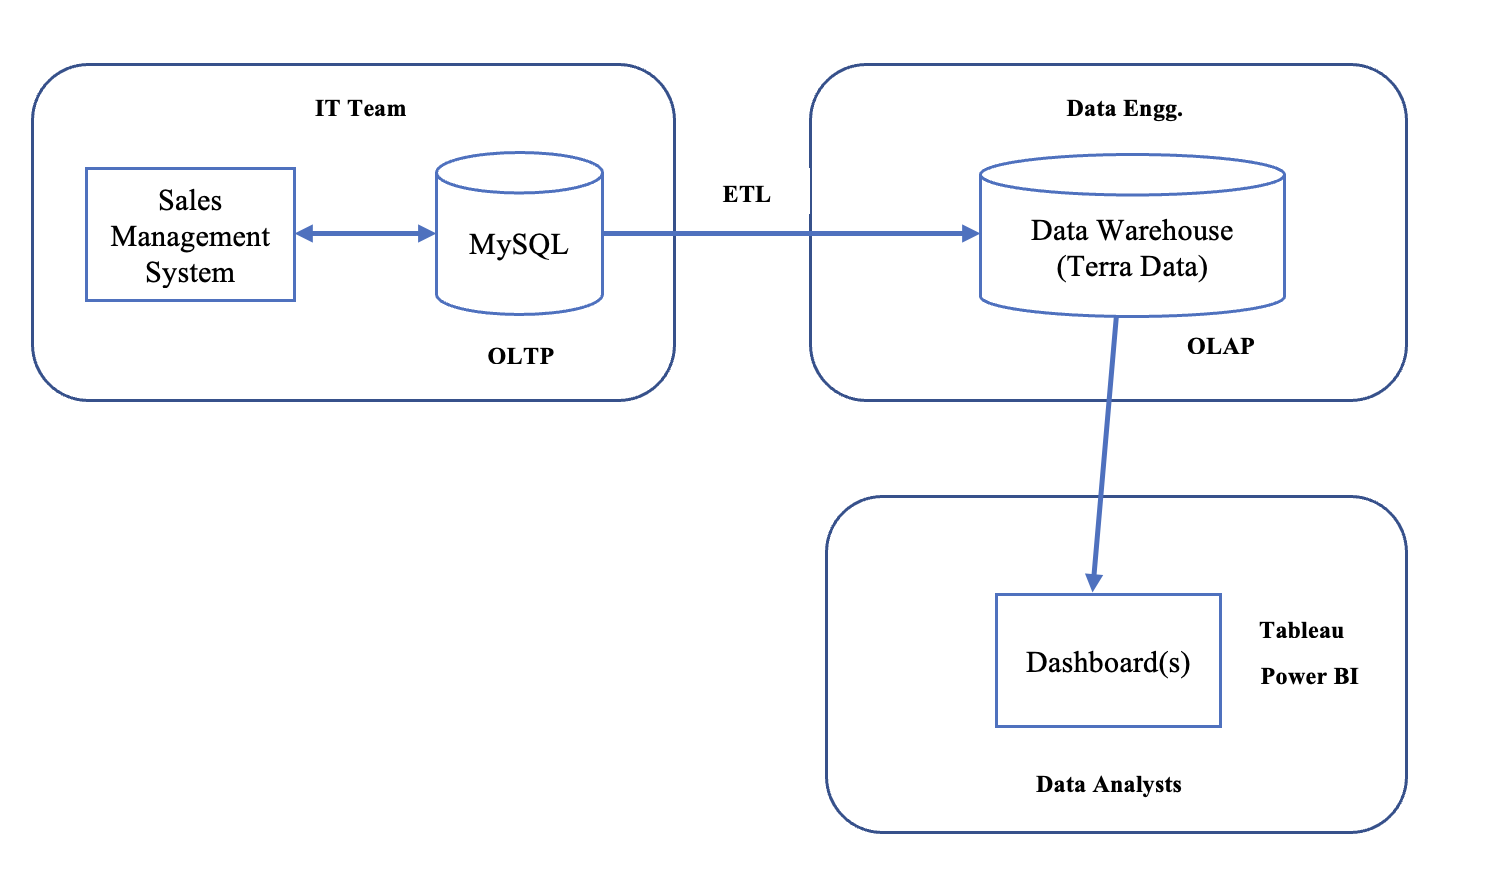 IT Team
Sales
Management
System
MySQL
OLTP
ETL
Data Engg.
Data Warehouse
(Terra Data)
OLAP
Dashboard(s)
Tableau
Power BI
Data Analysts